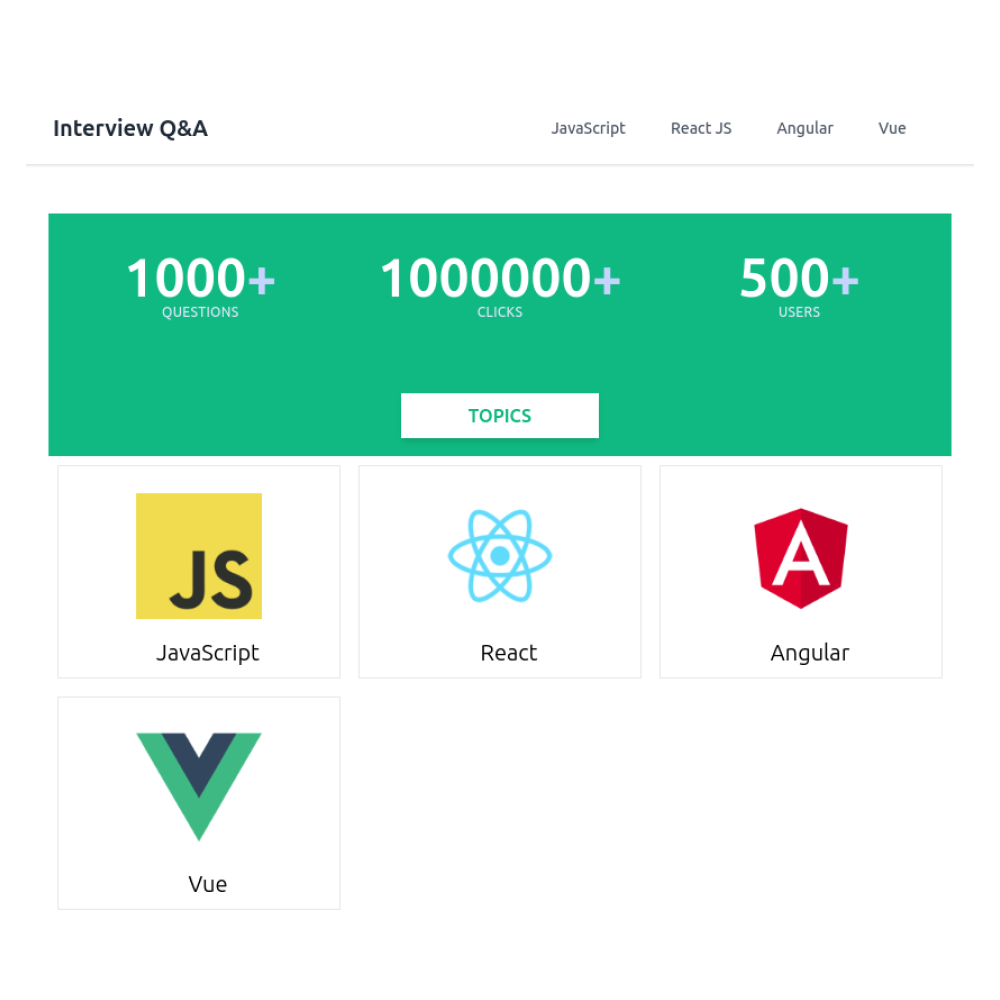 Interview Q&A
JavaScript React JS Angular Vue
1000+ 1000000+ 500+
QUESTIONS CLICKS USERS
TOPICS
JS
A
JavaScript React Angular
Vue